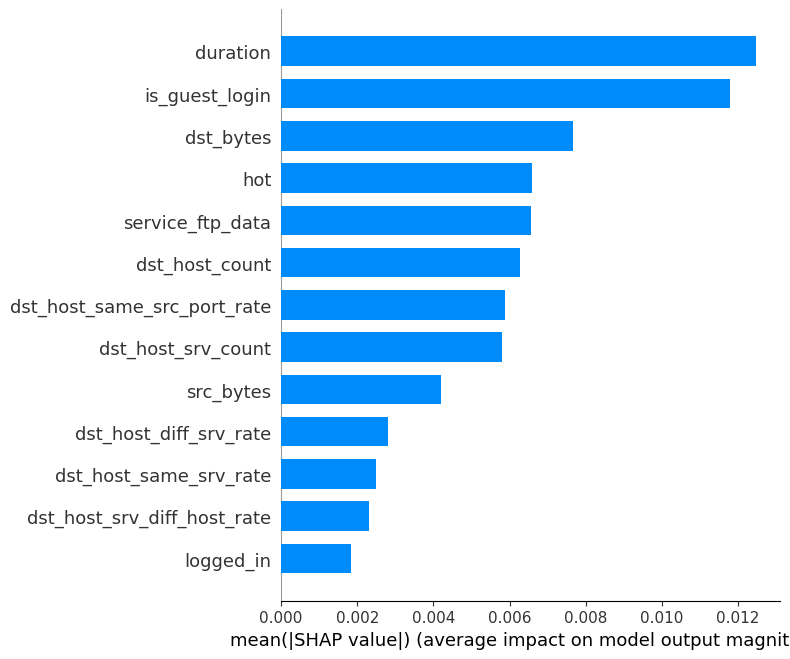 duration
is_guest_login
dst_bytes
hot
service_ftp_data
dst_host_count
dst_host_same_src_port_rate
dst_host_srv_count
src_bytes
dst_host_diff_srv_rate
dst_host_same_srv_rate
dst_host_srv_diff_host_rate
logged_in
0.000 0.002 0.004 0.006 0.008 0.010 0.012
mean(|SHAP value|) (average impact on model output magnit